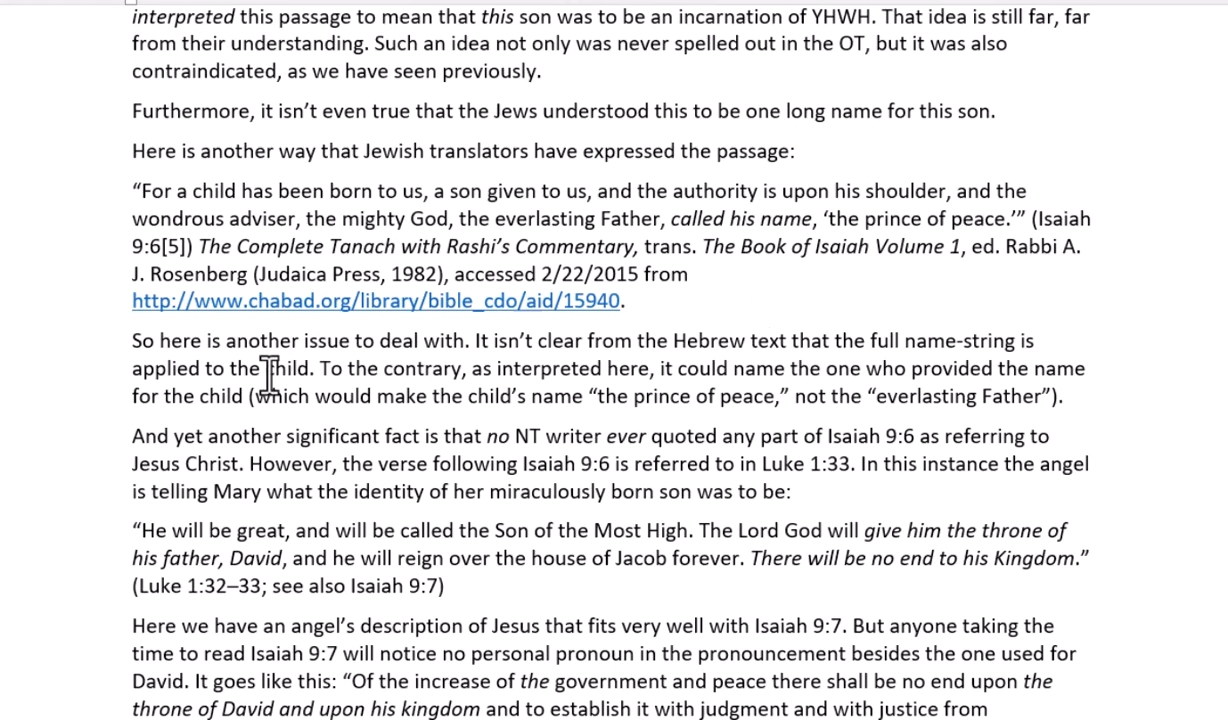 interpreted this passage to mean that this son was to be an incarnation of YHWH. That idea is still far, far
from their understanding. Such an idea not only was never spelled out in the OT, but it was also
contraindicated, as we have seen previously.
Furthermore, it isn’t even true that the Jews understood this to be one long name for this son.
Here is another way that Jewish translators have expressed the passage:
“For a child has been born to us, a son given to us, and the authority is upon his shoulder, and the
wondrous adviser, the mighty God, the everlasting Father, called his name, ‘the prince of peace.’” (Isaiah
9:6[5]) The Complete Tanach with Rashi’s Commentary, trans. The Book of Isaiah Volume 1, ed. Rabbi A.
J. Rosenberg (Judaica Press, 1982), accessed 2/22/2015 from
http://www.chabad.org/library/bible_cdo/aid/15940.
So here is another issue to deal with. It isn’t clear from the Hebrew text that the full name-string is
applied to the child. To the contrary, as interpreted here, it could name the one who provided the name
for the child (which would make the child’s name “the prince of peace,” not the “everlasting Father”).
And yet another significant fact is that no NT writer ever quoted any part of Isaiah 9:6 as referring to
Jesus Christ. However, the verse following Isaiah 9:6 is referred to in Luke 1:33. In this instance the angel
is telling Mary what the identity of her miraculously born son was to be:
“He will be great, and will be called the Son of the Most High. The Lord God will give him the throne of
his father, David, and he will reign over the house of Jacob forever. There will be no end to his Kingdom.”
(Luke 1:32–33; see also Isaiah 9:7)
Here we have an angel’s description of Jesus that fits very well with Isaiah 9:7. But anyone taking the
time to read Isaiah 9:7 will notice no personal pronoun in the pronouncement besides the one used for
David. It goes like this: “Of the increase of the government and peace there shall be no end upon the
throne of David and upon his kingdom and to establish it with judgment and with justice from